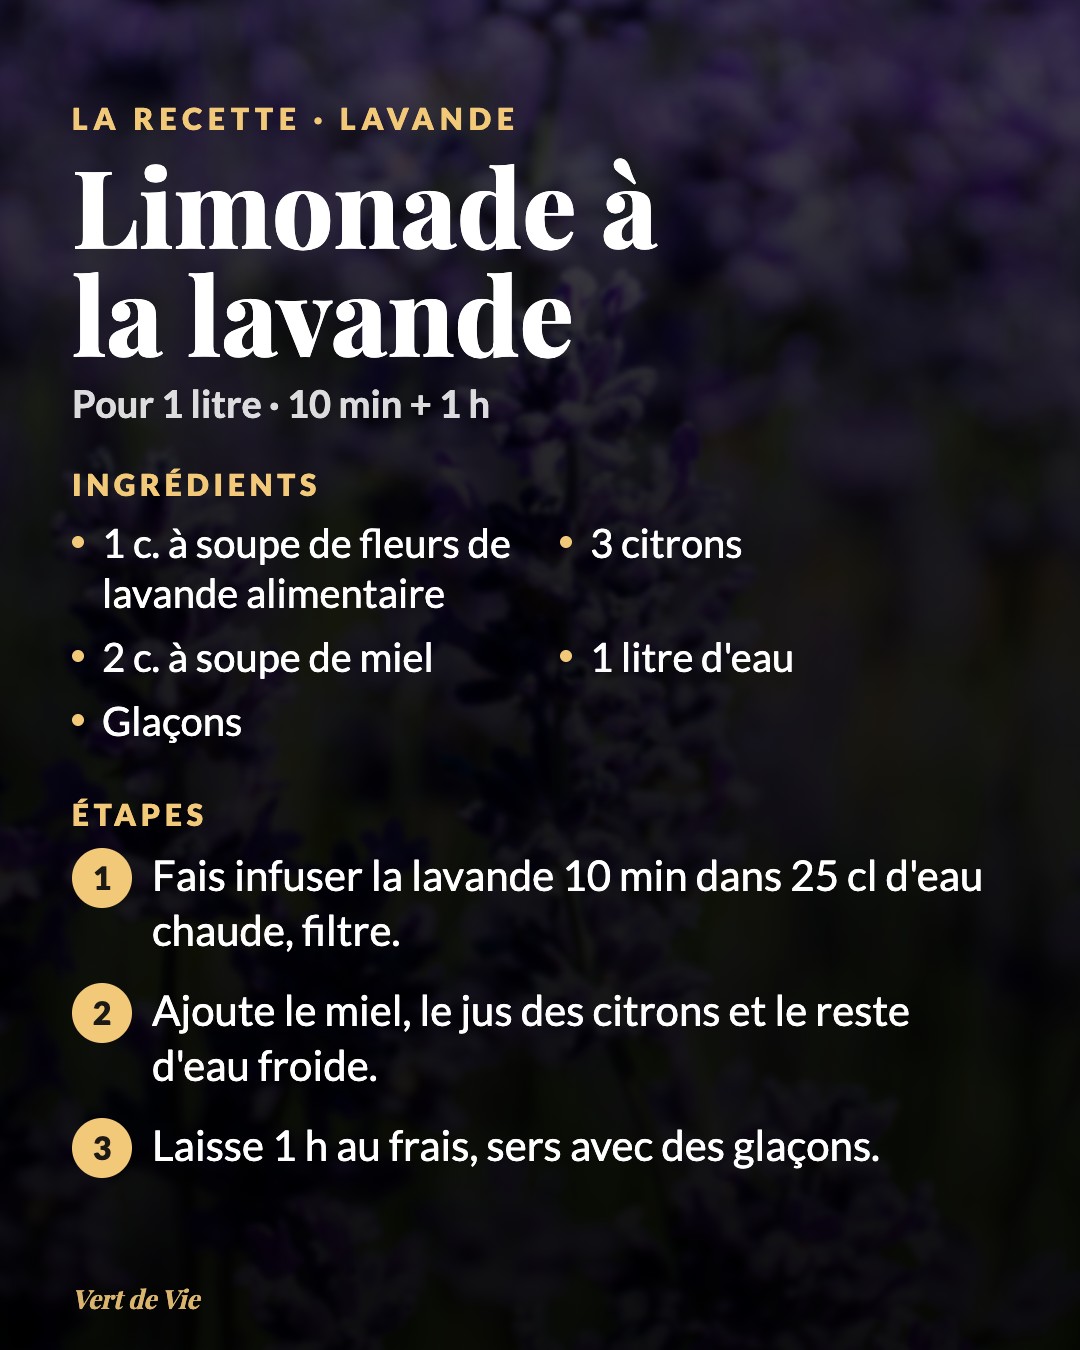 LA RECETTE · LAVANDE
Limonade à
la lavande
Pour 1 litre · 10 min + 1 h
INGRÉDIENTS
• 1 c. à soupe de fleurs de
lavande alimentaire
• 3 citrons
• 2 c. à soupe de miel
• 1 litre d'eau
• Glaçons
ÉTAPES
1 Fais infuser la lavande 10 min dans 25 cl d'eau
chaude, filtre.
2 Ajoute le miel, le jus des citrons et le reste
d'eau froide.
3 Laisse 1 h au frais, sers avec des glaçons.
Vert de Vie